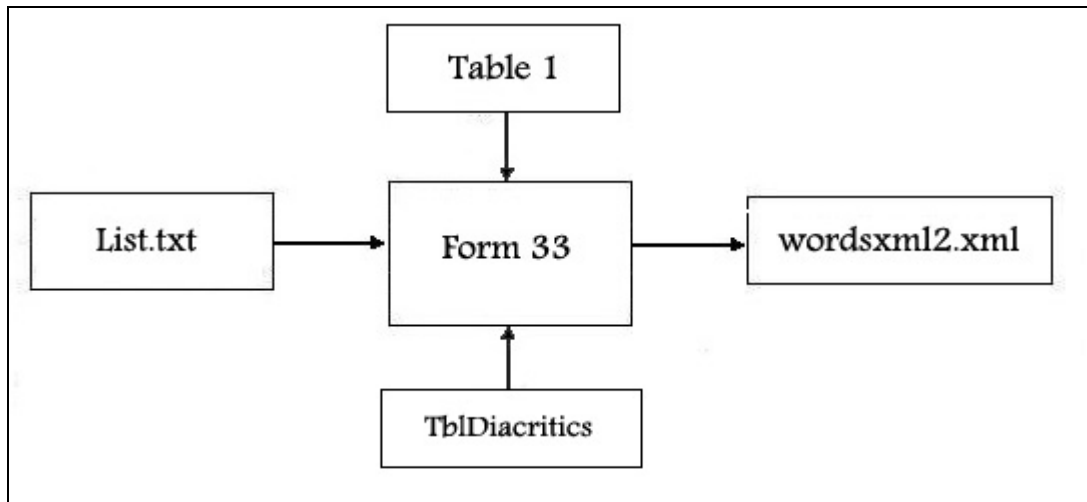 Table 1
List.txt
Form 33
wordsxml2.xml
TblDiacritics